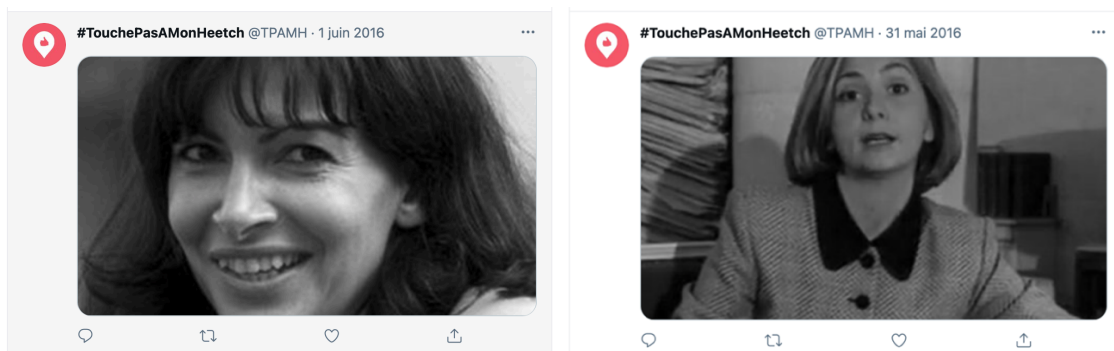 #TouchePasAMonHeetch @TPAMH · 1 juin 2016
#TouchePasAMonHeetch @TPAMH · 31 mai 2016